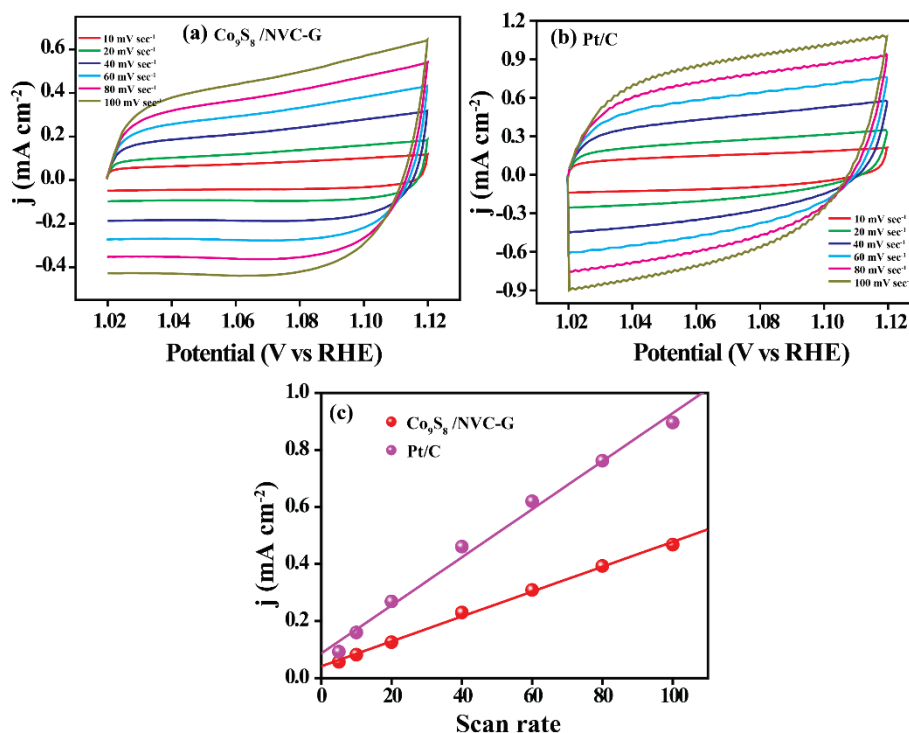 (a) Co₉S₈ /NVC-G
10 mV sec⁻¹
20 mV sec⁻¹
40 mV sec⁻¹
60 mV sec⁻¹
80 mV sec⁻¹
100 mV sec⁻¹
0.6
0.4
0.2
0.0
-0.2
-0.4
j (mA cm⁻²)
1.02 1.04 1.06 1.08 1.10 1.12
Potential (V vs RHE)
(b) Pt/C
1.2
0.9
0.6
0.3
0.0
-0.3
-0.6
-0.9
j (mA cm⁻²)
10 mV sec⁻¹
20 mV sec⁻¹
40 mV sec⁻¹
60 mV sec⁻¹
80 mV sec⁻¹
100 mV sec⁻¹
1.02 1.04 1.06 1.08 1.10 1.12
Potential (V vs RHE)
(c)
Co₉S₈ /NVC-G
Pt/C
1.0
0.8
0.6
0.4
0.2
0.0
j (mA cm⁻²)
0 20 40 60 80 100
Scan rate